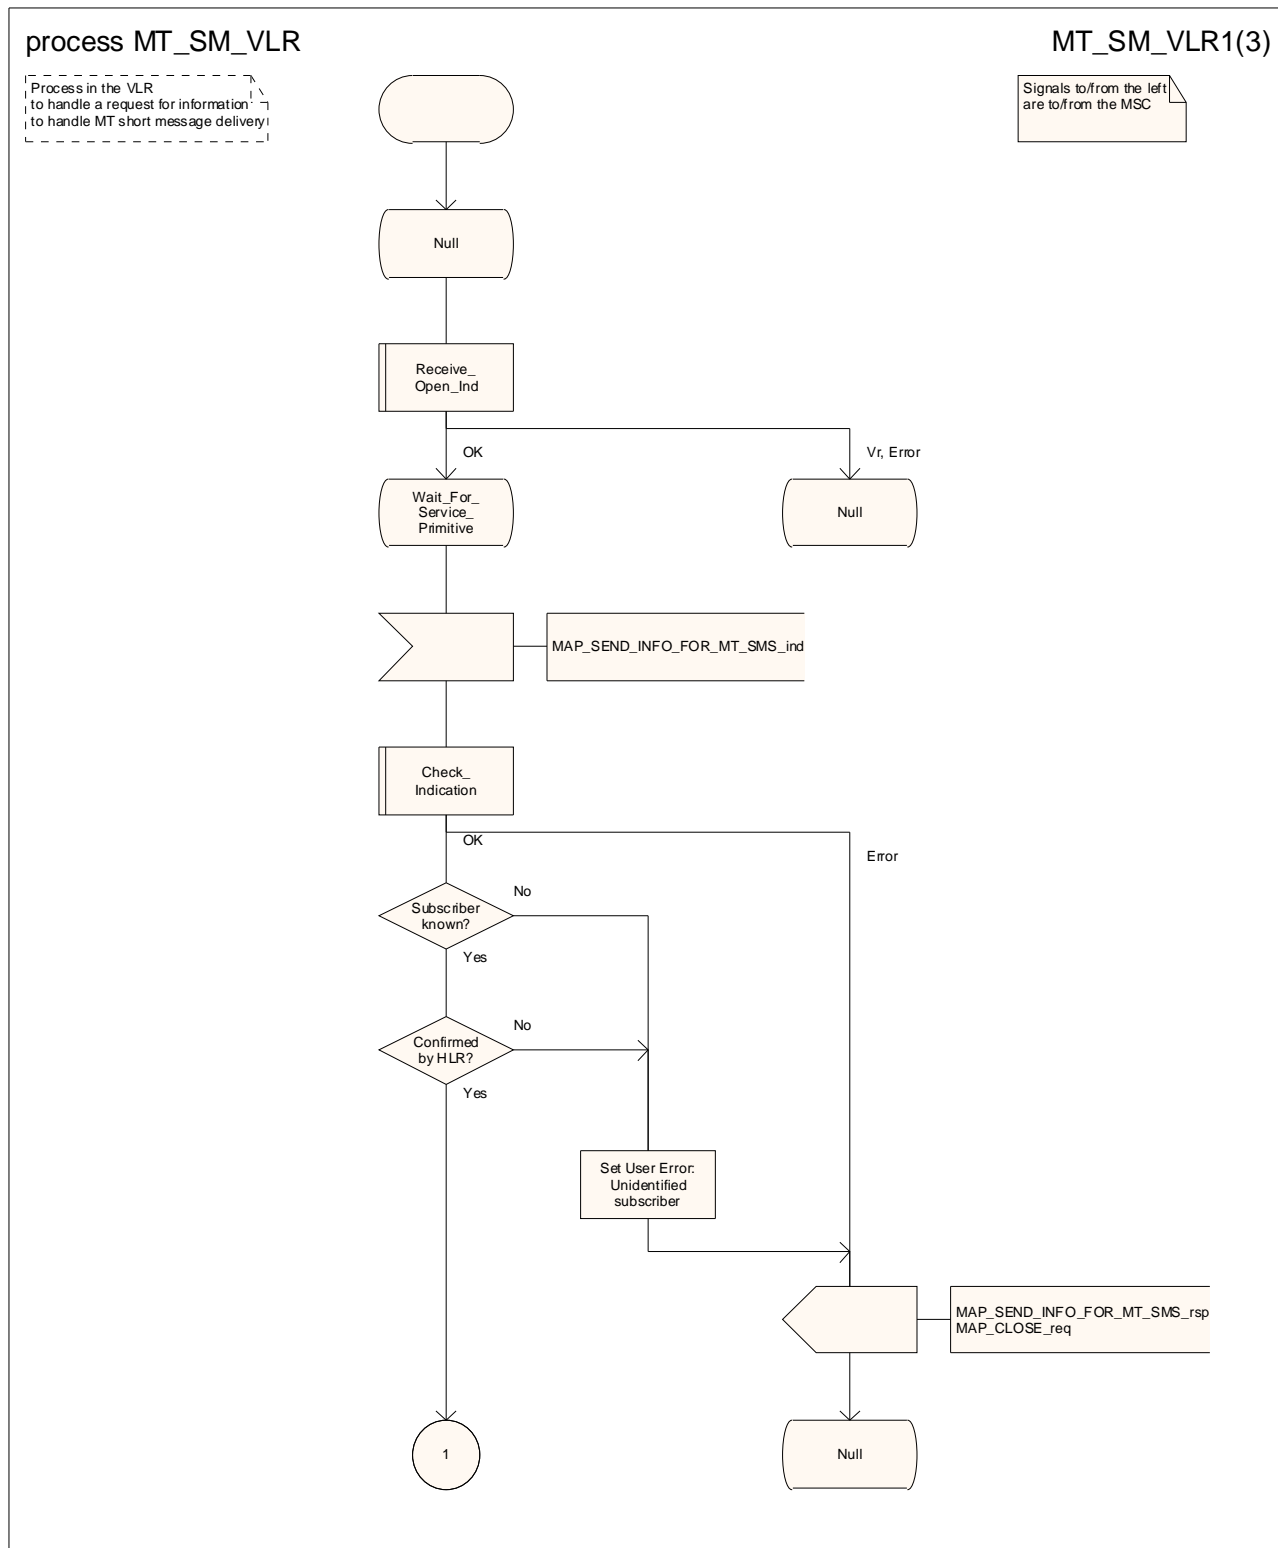 process MT_SM_VLR
MT_SM_VLR1(3)
Process in the VLR
to handle a request for information
to handle MT short message delivery
Signals to/from the left
are to/from the MSC
Null
Receive_
Open_Ind
OK
Vr, Error
Wait_For_
Service_
Primitive
Null
MAP_SEND_INFO_FOR_MT_SMS_ind
Check_
Indication
OK
Error
No
Subscriber
known?
Yes
No
Confirmed
by HLR?
Yes
Set User Error:
Unidentified
subscriber
MAP_SEND_INFO_FOR_MT_SMS_rsp
MAP_CLOSE_req
1
Null